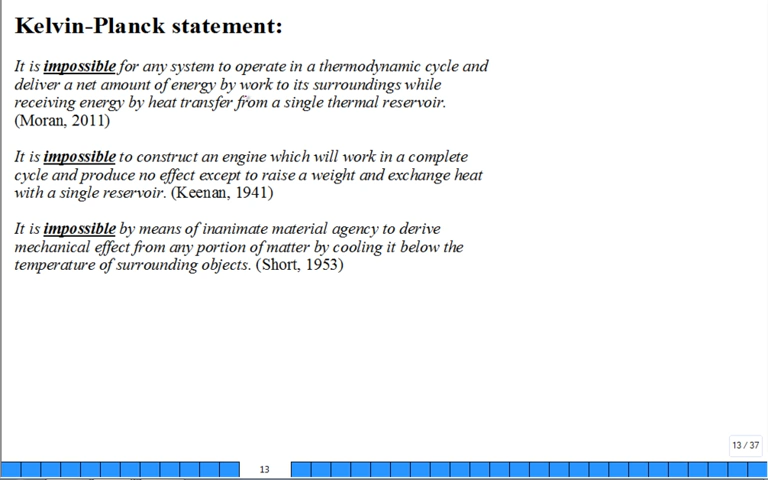 Kelvin-Planck statement:
It is impossible for any system to operate in a thermodynamic cycle and
deliver a net amount of energy by work to its surroundings while
receiving energy by heat transfer from a single thermal reservoir.
(Moran, 2011)
It is impossible to construct an engine which will work in a complete
cycle and produce no effect except to raise a weight and exchange heat
with a single reservoir. (Keenan, 1941)
It is impossible by means of inanimate material agency to derive
mechanical effect from any portion of matter by cooling it below the
temperature of surrounding objects. (Short, 1953)
13 / 37
13